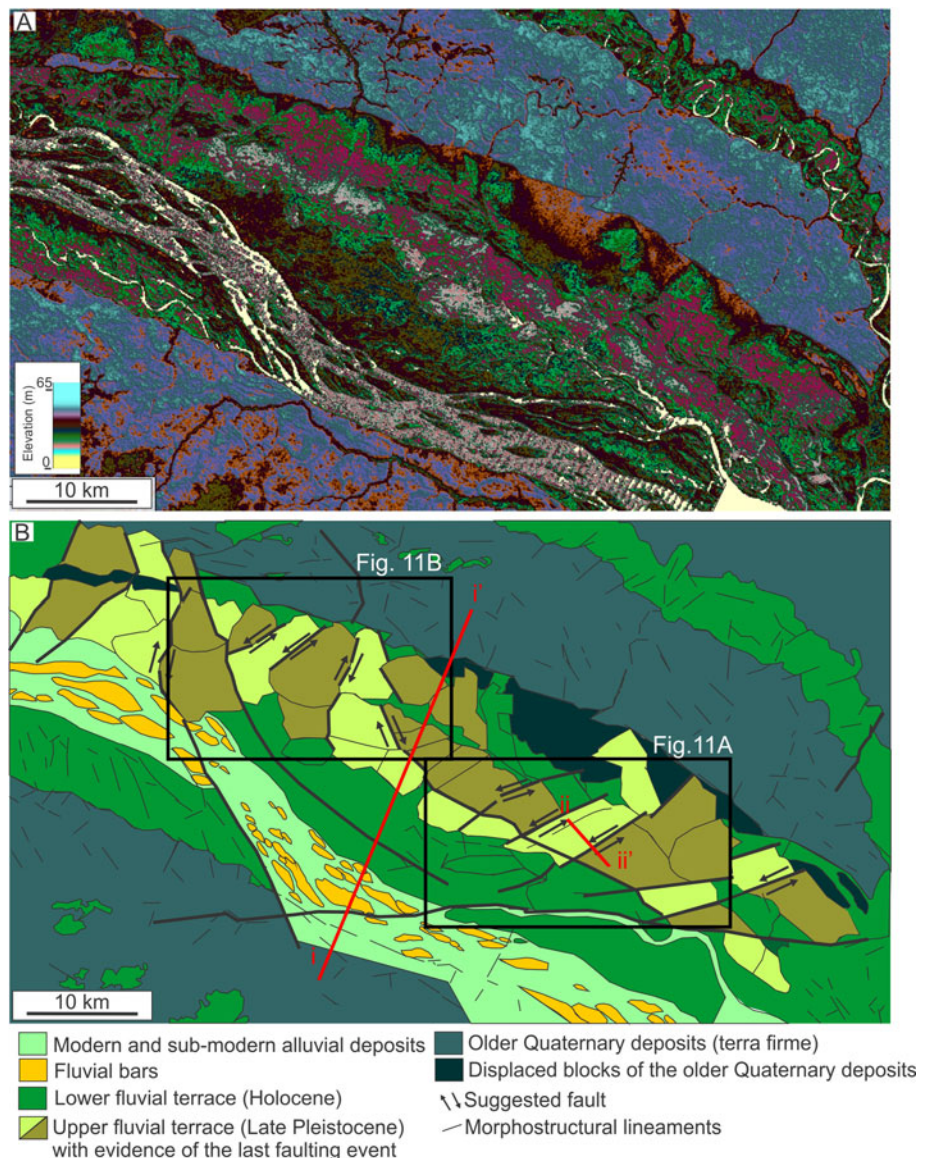 A
65
Elevation (m)
0
10 km
B
Fig. 11B
i'
Fig.11A
ii
ii'
i
10 km
Modern and sub-modern alluvial deposits
Fluvial bars
Lower fluvial terrace (Holocene)
Upper fluvial terrace (Late Pleistocene)
with evidence of the last faulting event
Older Quaternary deposits (terra firme)
Displaced blocks of the older Quaternary deposits
Suggested fault
Morphostructural lineaments